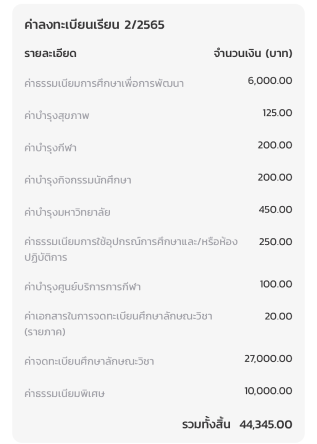 ค่าลงทะเบียนเรียน 2/2565
รายละเอียด จำนวนเงิน (บาท)
ค่าธรรมเนียมการศึกษาเพื่อการพัฒนา 6,000.00
ค่าบำรุงสุขภาพ 125.00
ค่าบำรุงกีฬา 200.00
ค่าบำรุงกิจกรรมนักศึกษา 200.00
ค่าบำรุงมหาวิทยาลัย 450.00
ค่าธรรมเนียมการใช้อุปกรณ์การศึกษาและ/หรือห้อง 250.00
ปฏิบัติการ
ค่าบำรุงศูนย์บริการการกีฬา 100.00
ค่าเอกสารในการจดทะเบียนศึกษาลักษณะวิชา 20.00
(รายภาค)
ค่าจดทะเบียนศึกษาลักษณะวิชา 27,000.00
ค่าธรรมเนียมพิเศษ 10,000.00
รวมทั้งสิ้น 44,345.00